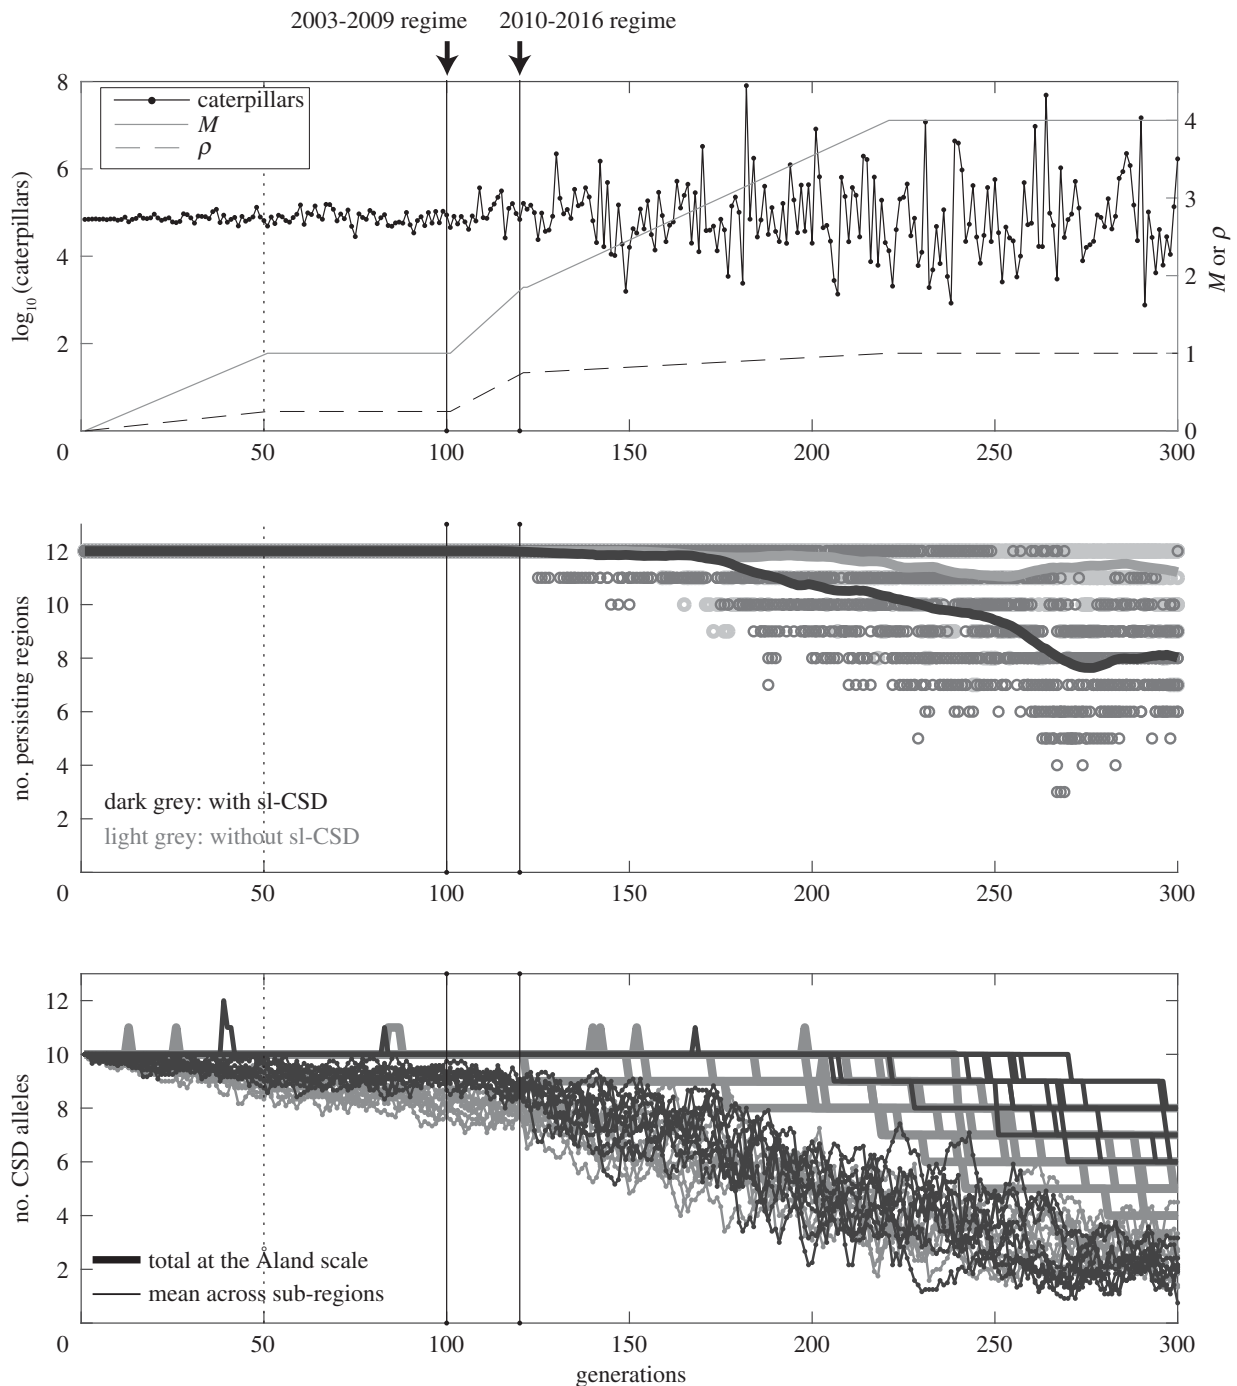 2003-2009 regime 2010-2016 regime
8
6
4
2
0
log10(caterpillars)
caterpillars
M
ρ
4
3
2
1
0
M or ρ
50 100 150 200 250 300
12
10
8
6
4
2
0
no. persisting regions
dark grey: with sl-CSD
light grey: without sl-CSD
50 100 150 200 250 300
12
10
8
6
4
2
0
no. CSD alleles
total at the Åland scale
mean across sub-regions
50 100 150 200 250 300
generations